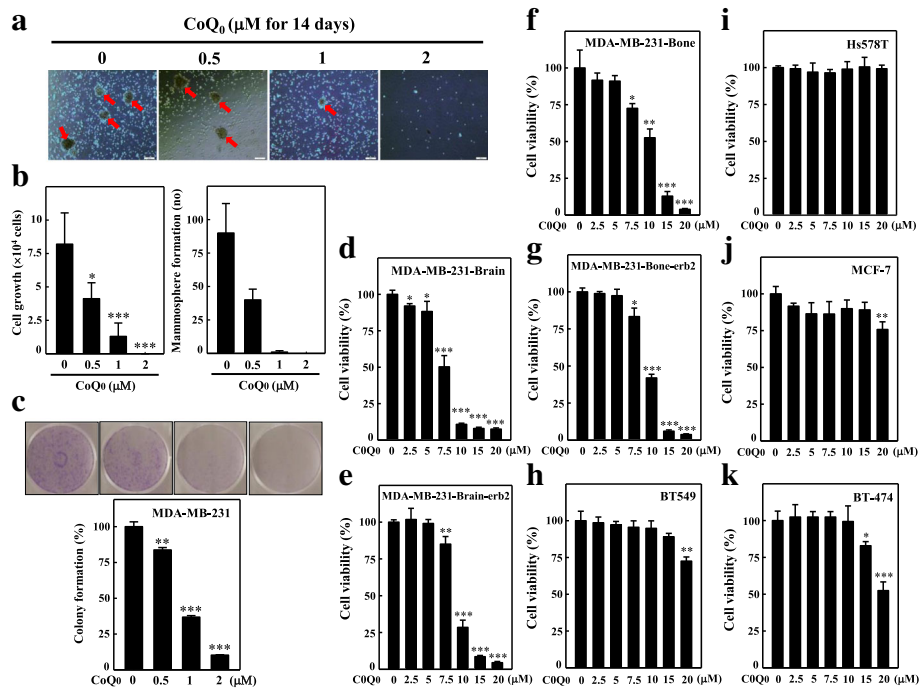 a
CoQ0 (μM for 14 days)
0 0.5 1 2
b
Cell growth (×10⁴ cells)
10
7.5
5
2.5
0
*
***
***
0 0.5 1 2
CoQ0 (μM)
Mammosphere formation (no)
100
75
50
25
0
0 0.5 1 2
CoQ0 (μM)
c
MDA-MB-231
Colony formation (%)
100
75
50
25
0
**
***
***
CoQ0 0 0.5 1 2 (μM)
d
MDA-MB-231-Brain
Cell viability (%)
100
75
50
25
0
*
*
***
***
***
***
C0Q0 0 2.5 5 7.5 10 15 20 (μM)
e
MDA-MB-231-Brain-erb2
Cell viability (%)
100
75
50
25
0
**
***
***
***
C0Q0 0 2.5 5 7.5 10 15 20 (μM)
f
MDA-MB-231-Bone
Cell viability (%)
100
75
50
25
0
*
**
***
***
C0Q0 0 2.5 5 7.5 10 15 20 (μM)
g
MDA-MB-231-Bone-erb2
Cell viability (%)
100
75
50
25
0
***
***
***
***
C0Q0 0 2.5 5 7.5 10 15 20 (μM)
h
BT549
Cell viability (%)
100
75
50
25
0
**
C0Q0 0 2.5 5 7.5 10 15 20 (μM)
i
Hs578T
Cell viability (%)
100
75
50
25
0
C0Q0 0 2.5 5 7.5 10 15 20 (μM)
j
MCF-7
Cell viability (%)
100
75
50
25
0
**
C0Q0 0 2.5 5 7.5 10 15 20 (μM)
k
BT-474
Cell viability (%)
100
75
50
25
0
*
***
C0Q0 0 2.5 5 7.5 10 15 20 (μM)